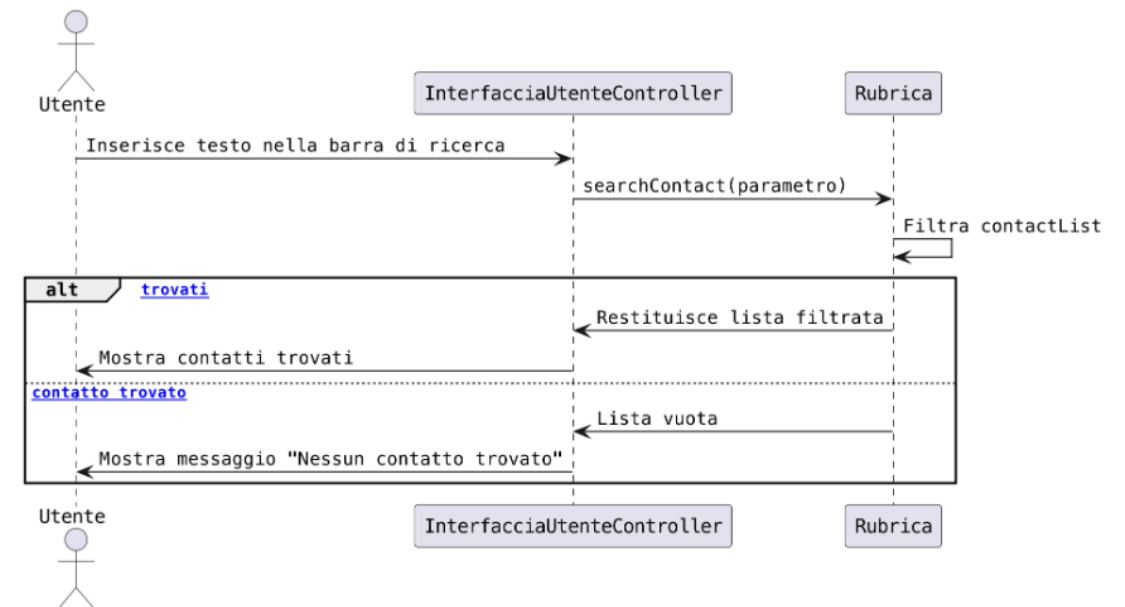 Utente
InterfacciaUtenteController
Rubrica
Inserisce testo nella barra di ricerca
searchContact(parametro)
Filtra contactList
alt
trovati
Restituisce lista filtrata
Mostra contatti trovati
contatto trovato
Lista vuota
Mostra messaggio "Nessun contatto trovato"
Utente
InterfacciaUtenteController
Rubrica